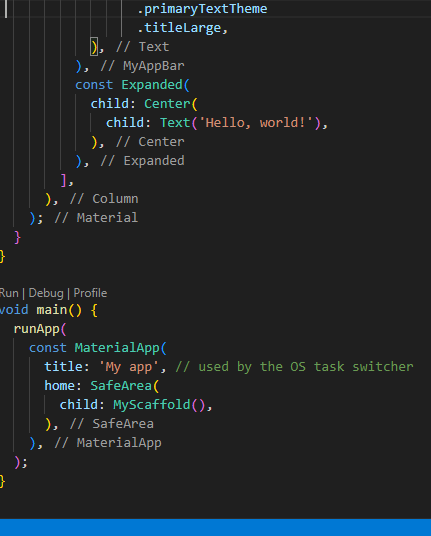 .primaryTextTheme
.titleLarge,
), // Text
), // MyAppBar
const Expanded(
child: Center(
child: Text('Hello, world!'),
), // Center
), // Expanded
],
), // Column
); // Material
}
}
Run | Debug | Profile
void main() {
runApp(
const MaterialApp(
title: 'My app', // used by the OS task switcher
home: SafeArea(
child: MyScaffold(),
), // SafeArea
), // MaterialApp
);
}